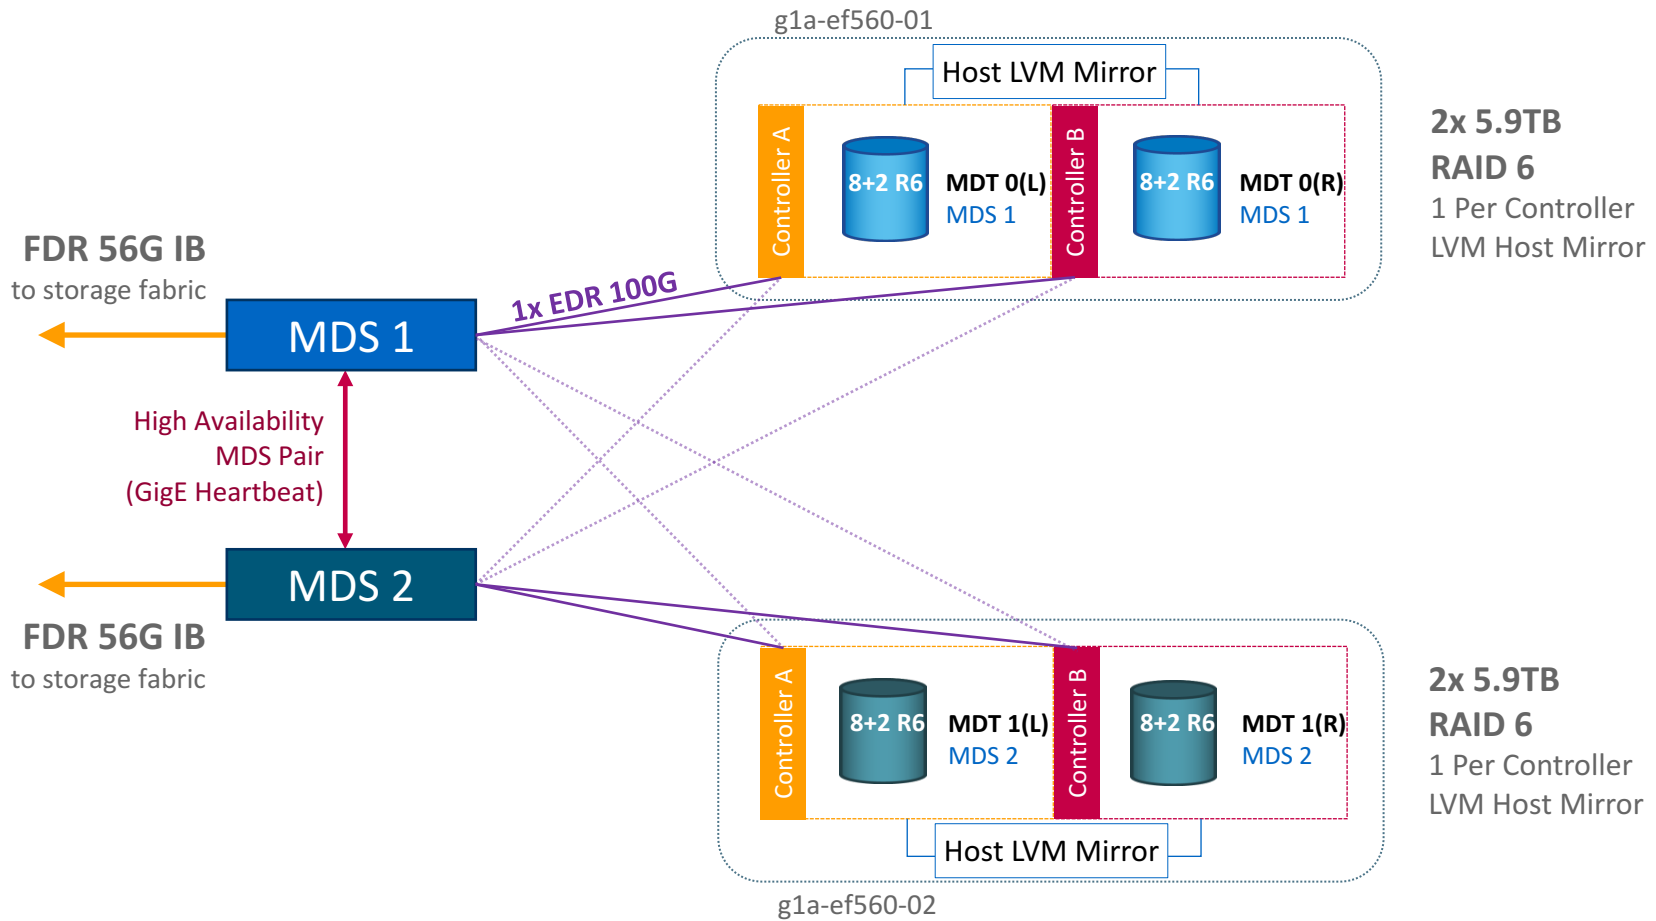 g1a-ef560-01
Host LVM Mirror
Controller A
8+2 R6
MDT 0(L)
MDS 1
Controller B
8+2 R6
MDT 0(R)
MDS 1
2x 5.9TB
RAID 6
1 Per Controller
LVM Host Mirror
FDR 56G IB
to storage fabric
1x EDR 100G
MDS 1
High Availability
MDS Pair
(GigE Heartbeat)
MDS 2
FDR 56G IB
to storage fabric
Controller A
8+2 R6
MDT 1(L)
MDS 2
Controller B
8+2 R6
MDT 1(R)
MDS 2
2x 5.9TB
RAID 6
1 Per Controller
LVM Host Mirror
Host LVM Mirror
g1a-ef560-02